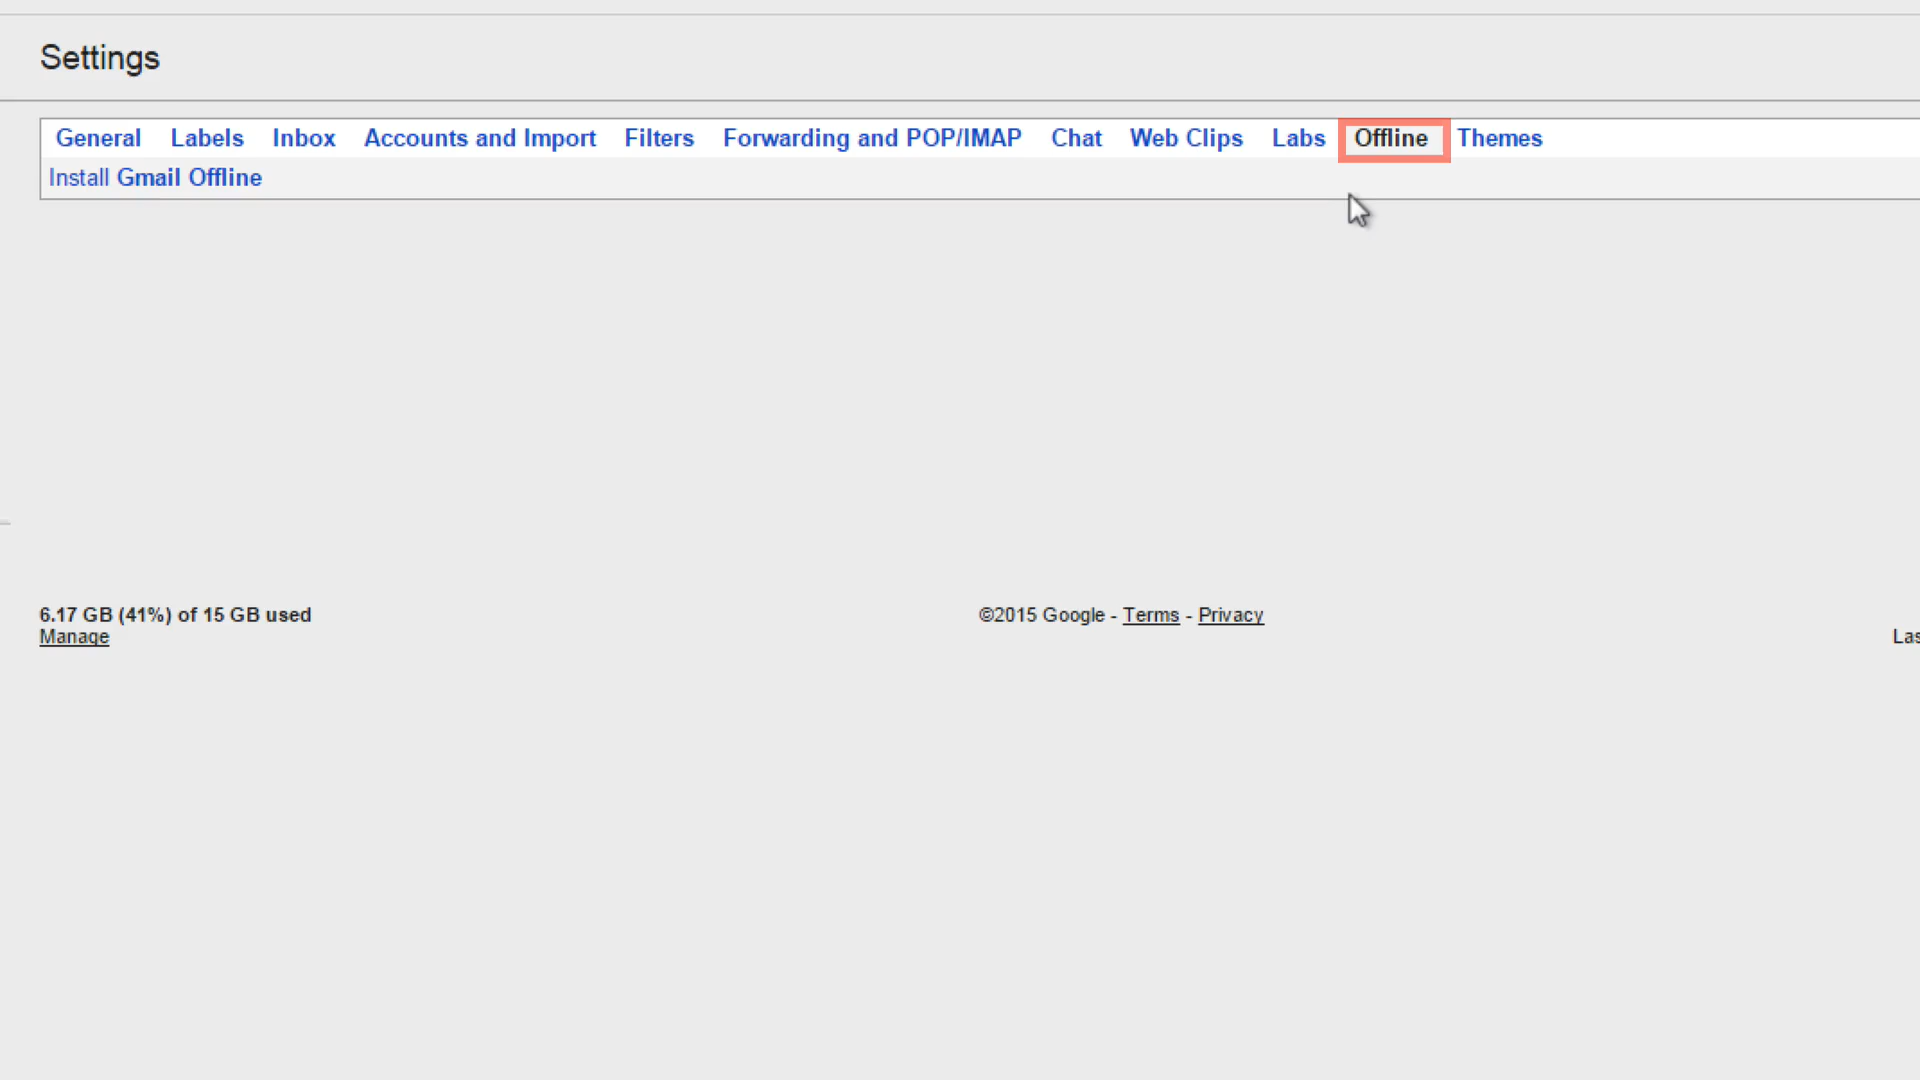 Settings
General Labels Inbox Accounts and Import Filters Forwarding and POP/IMAP Chat Web Clips Labs Offline Themes
Install Gmail Offline
6.17 GB (41%) of 15 GB used
Manage
©2015 Google - Terms - Privacy
Las